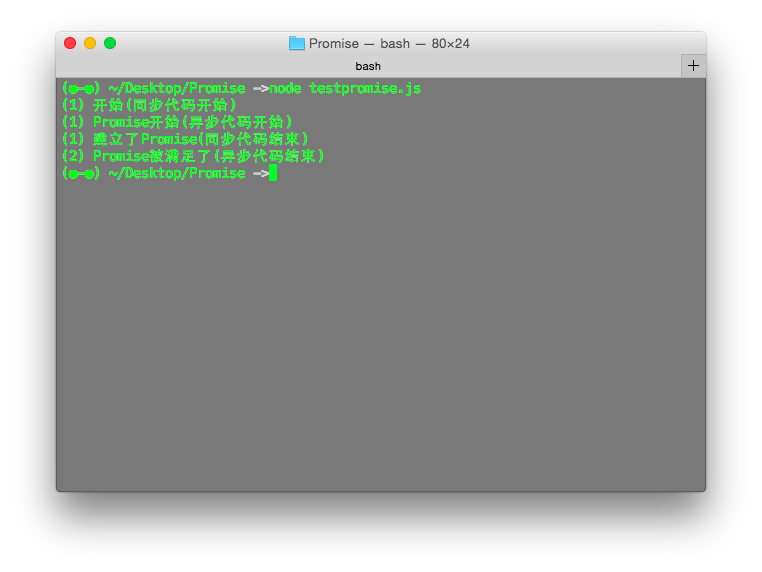 Promise — bash — 80×24
bash
(●─●) ~/Desktop/Promise ->node testpromise.js
(1) 开始(同步代码开始)
(1) Promise开始(异步代码开始)
(1) 建立了Promise(同步代码结束)
(2) Promise被满足了(异步代码结束)
(●─●) ~/Desktop/Promise ->